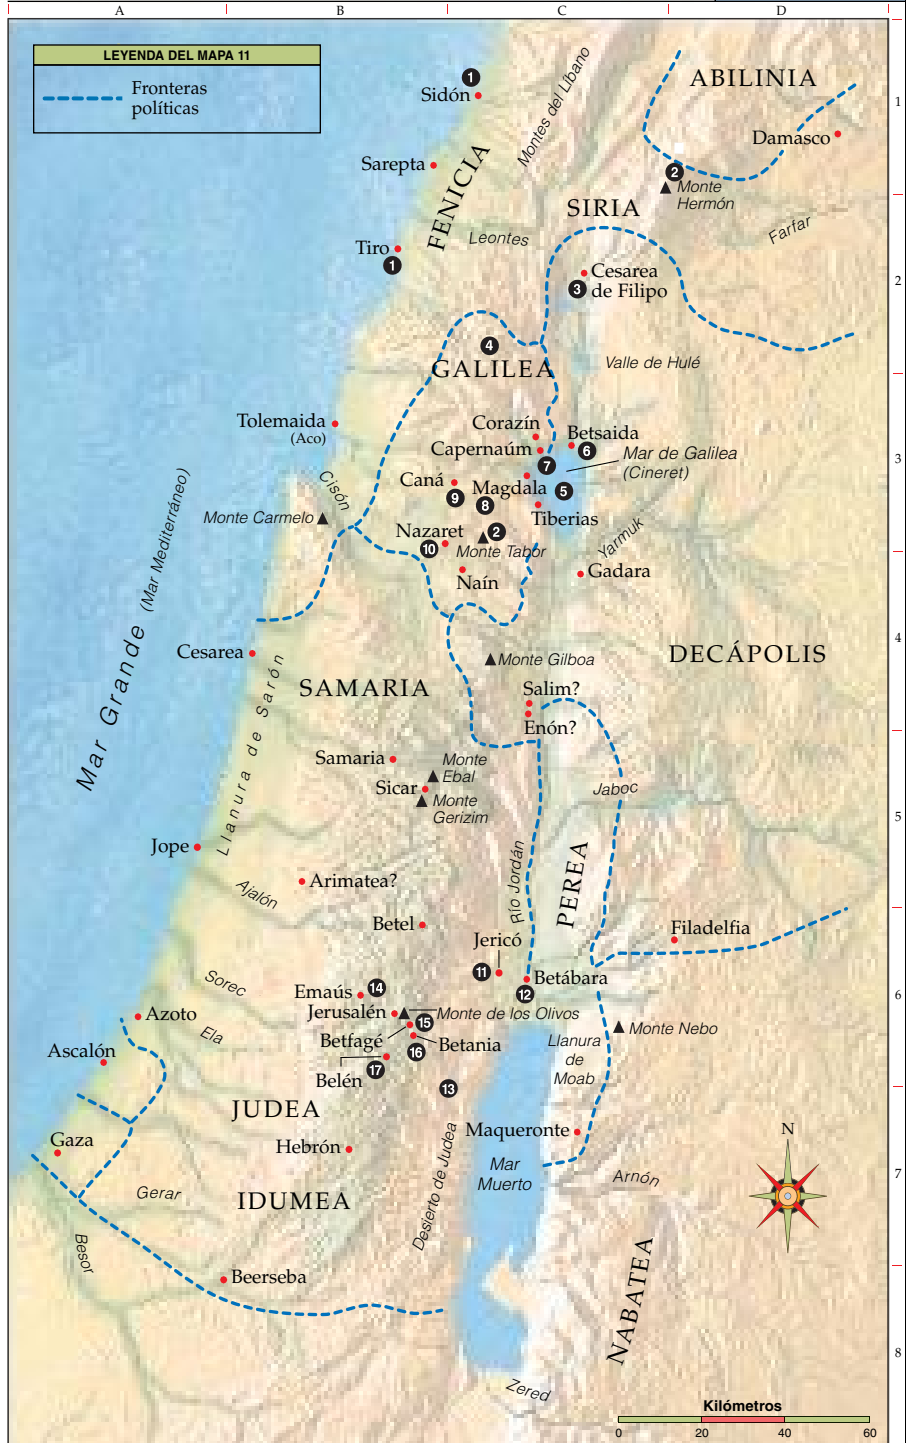 A
B
C
D
LEYENDA DEL MAPA 11
Fronteras
políticas
1
Sidón
Montes del Líbano
ABILINIA
1
Damasco
Sarepta
FENICIA
2
Monte
Hermón
SIRIA
Farfar
Tiro
1
Leontes
Cesarea
de Filipo
3
2
4
GALILEA
Valle de Hulé
Tolemaida
(Aco)
Corazín
Betsaida
6
Capernaúm
7
Mar de Galilea
(Cineret)
3
Cisón
Caná
9
Magdala
8
5
Monte Carmelo
Tiberias
Nazaret
10
2
Monte Tabor
Yarmuk
Naín
Gadara
Mar Grande (Mar Mediterráneo)
Cesarea
Monte Gilboa
DECÁPOLIS
4
SAMARIA
Salim?
Enón?
Llanura de Sarón
Samaria
Monte
Ebal
Sicar
Monte
Gerizim
Jaboc
5
Jope
Río Jordán
PEREA
Arimatea?
Ajalón
Betel
Filadelfia
Jericó
11
Betábara
12
Sorec
Emaús
14
6
Azoto
Jerusalén
Monte de los Olivos
15
Ela
Betfagé
Betania
16
Monte Nebo
Ascalón
Belén
17
Llanura
de
Moab
13
JUDEA
Gaza
Hebrón
Maqueronte
N
Desierto de Judea
Mar
Muerto
Arnón
7
Gerar
IDUMEA
Besor
Beerseba
NABATEA
8
Zered
Kilómetros
0
20
40
60